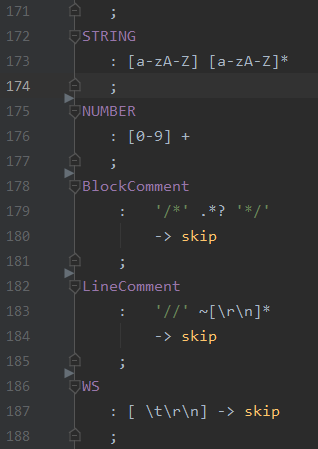 171 ;
172 STRING
173 : [a-zA-Z] [a-zA-Z]*
174 ;
175 NUMBER
176 : [0-9] +
177 ;
178 BlockComment
179 : '/*' .*? '*/'
180 -> skip
181 ;
182 LineComment
183 : '//' ~[\r\n]*
184 -> skip
185 ;
186 WS
187 : [ \t\r\n] -> skip
188 ;